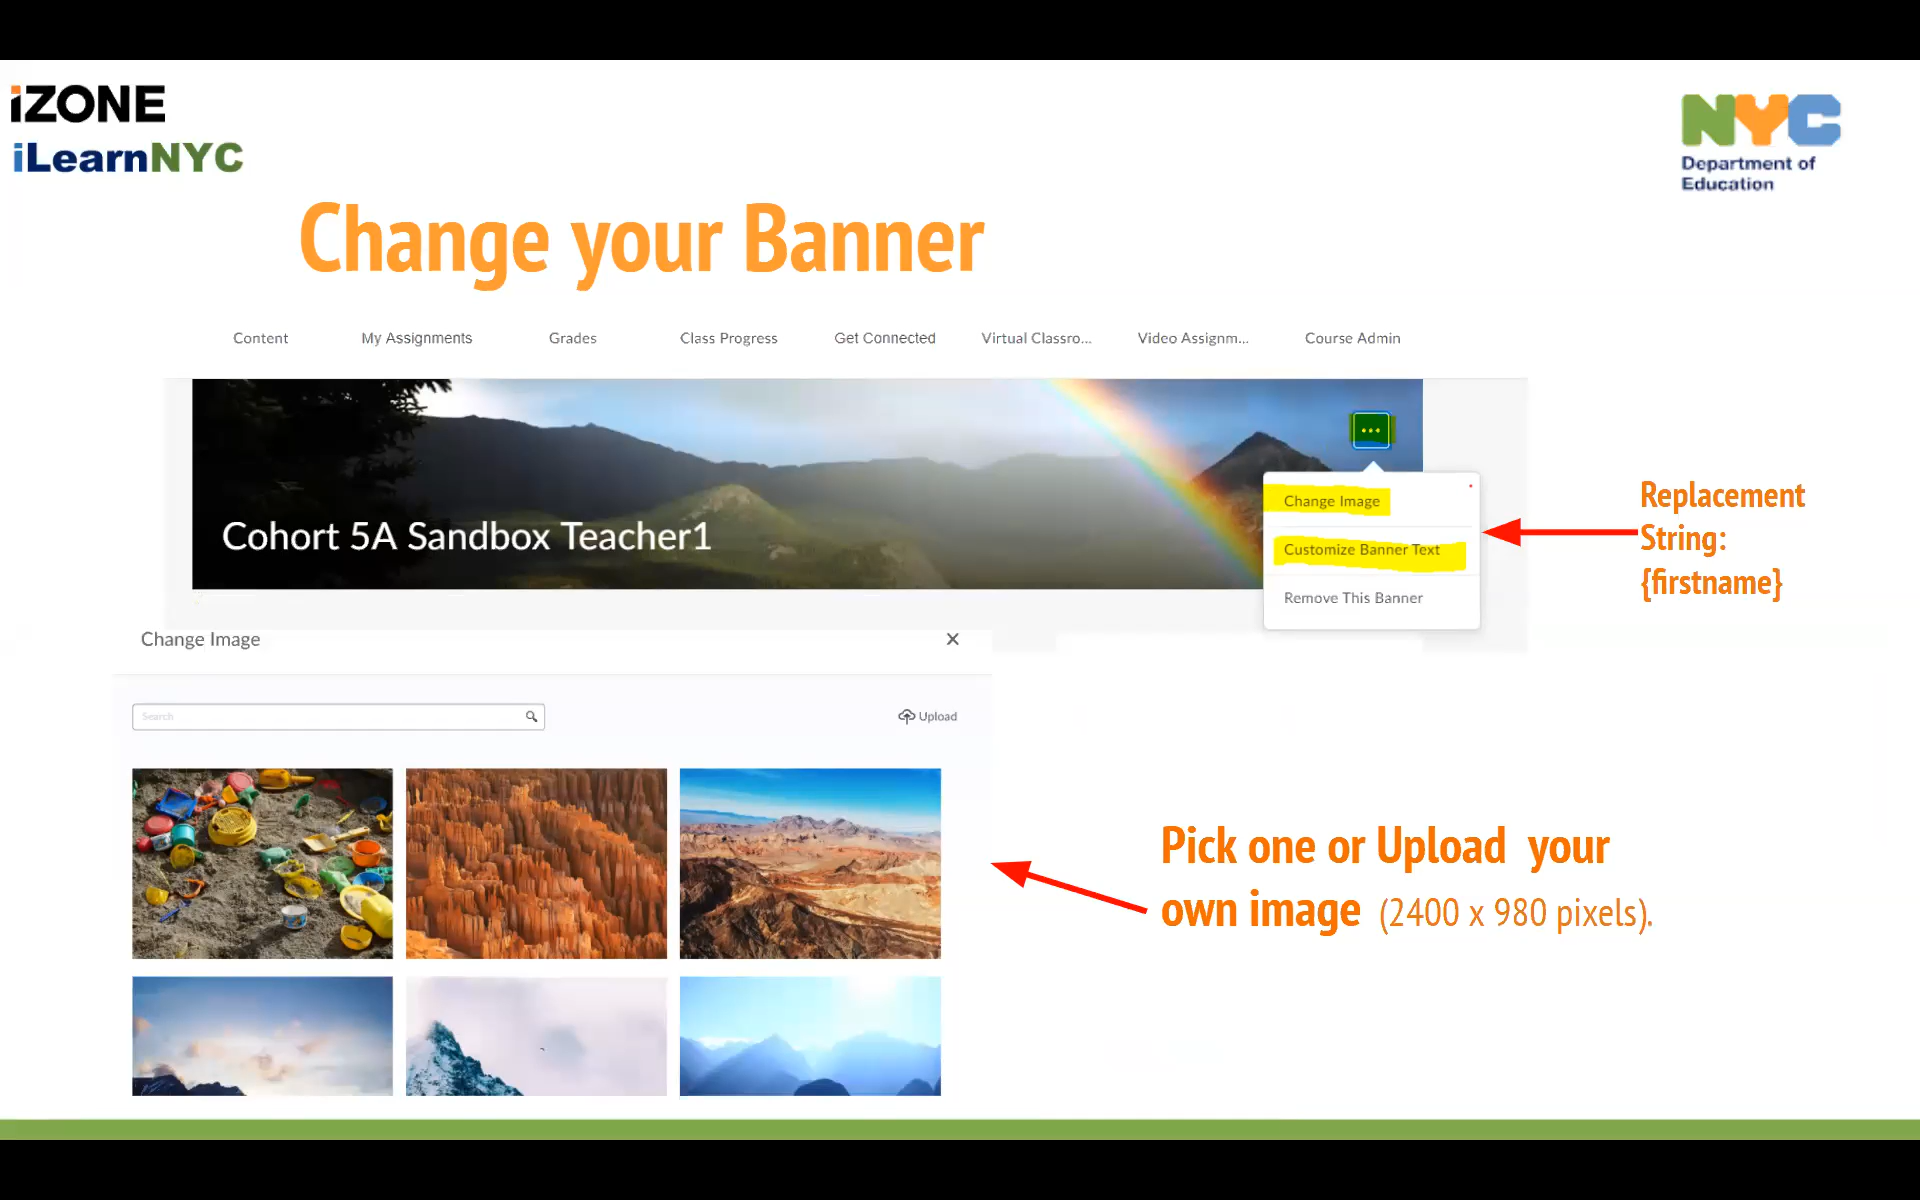 iZONE
iLearnNYC
NYC
Department of
Education
Change your Banner
Content My Assignments Grades Class Progress Get Connected Virtual Classro... Video Assignm... Course Admin
...
Change Image
Cohort 5A Sandbox Teacher1
Customize Banner Text
Remove This Banner
Replacement
String:
{firstname}
Change Image
Search
Upload
Pick one or Upload your
own image (2400 x 980 pixels).